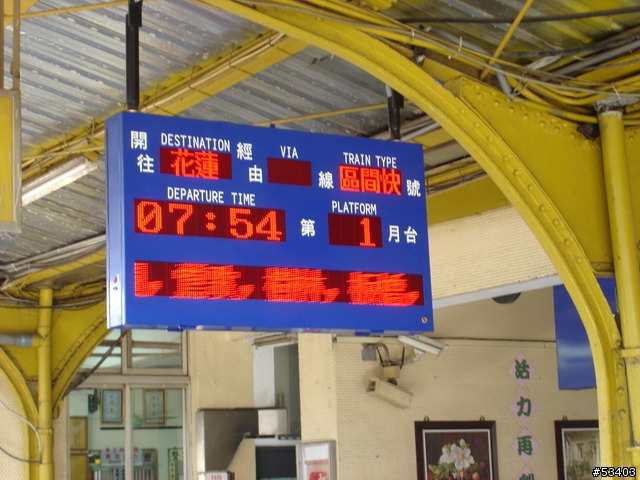 開往 DESTINATION 花蓮 經由 VIA 線 TRAIN TYPE 區間快 號
DEPARTURE TIME 07:54 第 PLATFORM 1 月台
活力雨
#53403